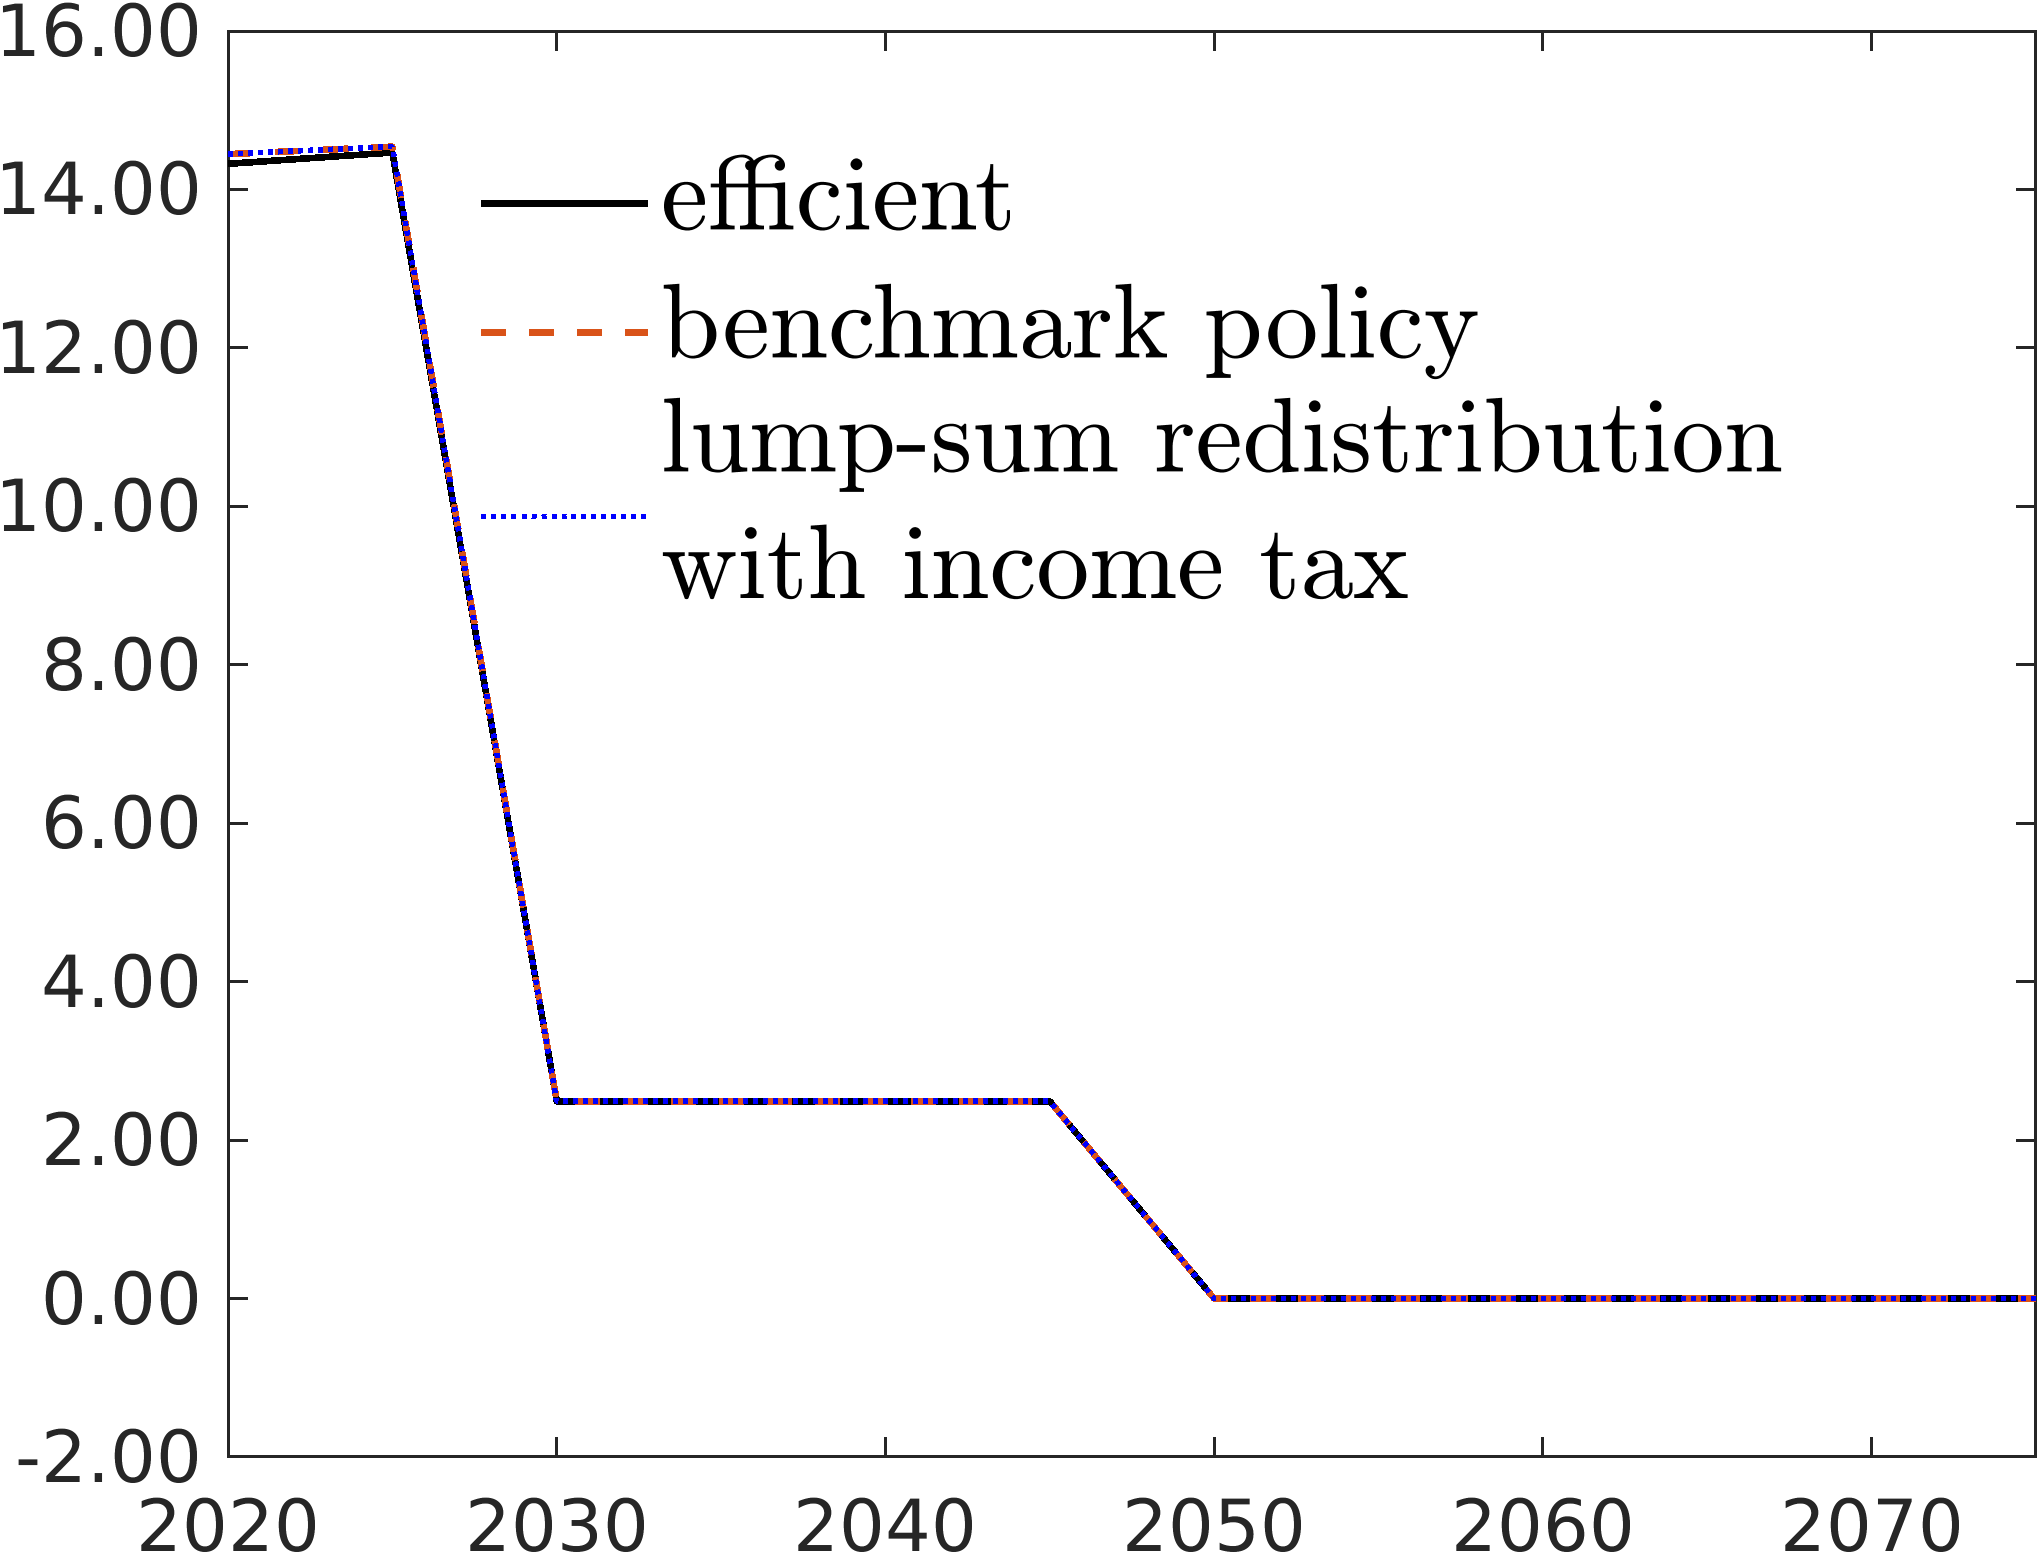 16.00
14.00
12.00
10.00
8.00
6.00
4.00
2.00
0.00
-2.00
efficient
benchmark policy
lump-sum redistribution
with income tax
2020 2030 2040 2050 2060 2070